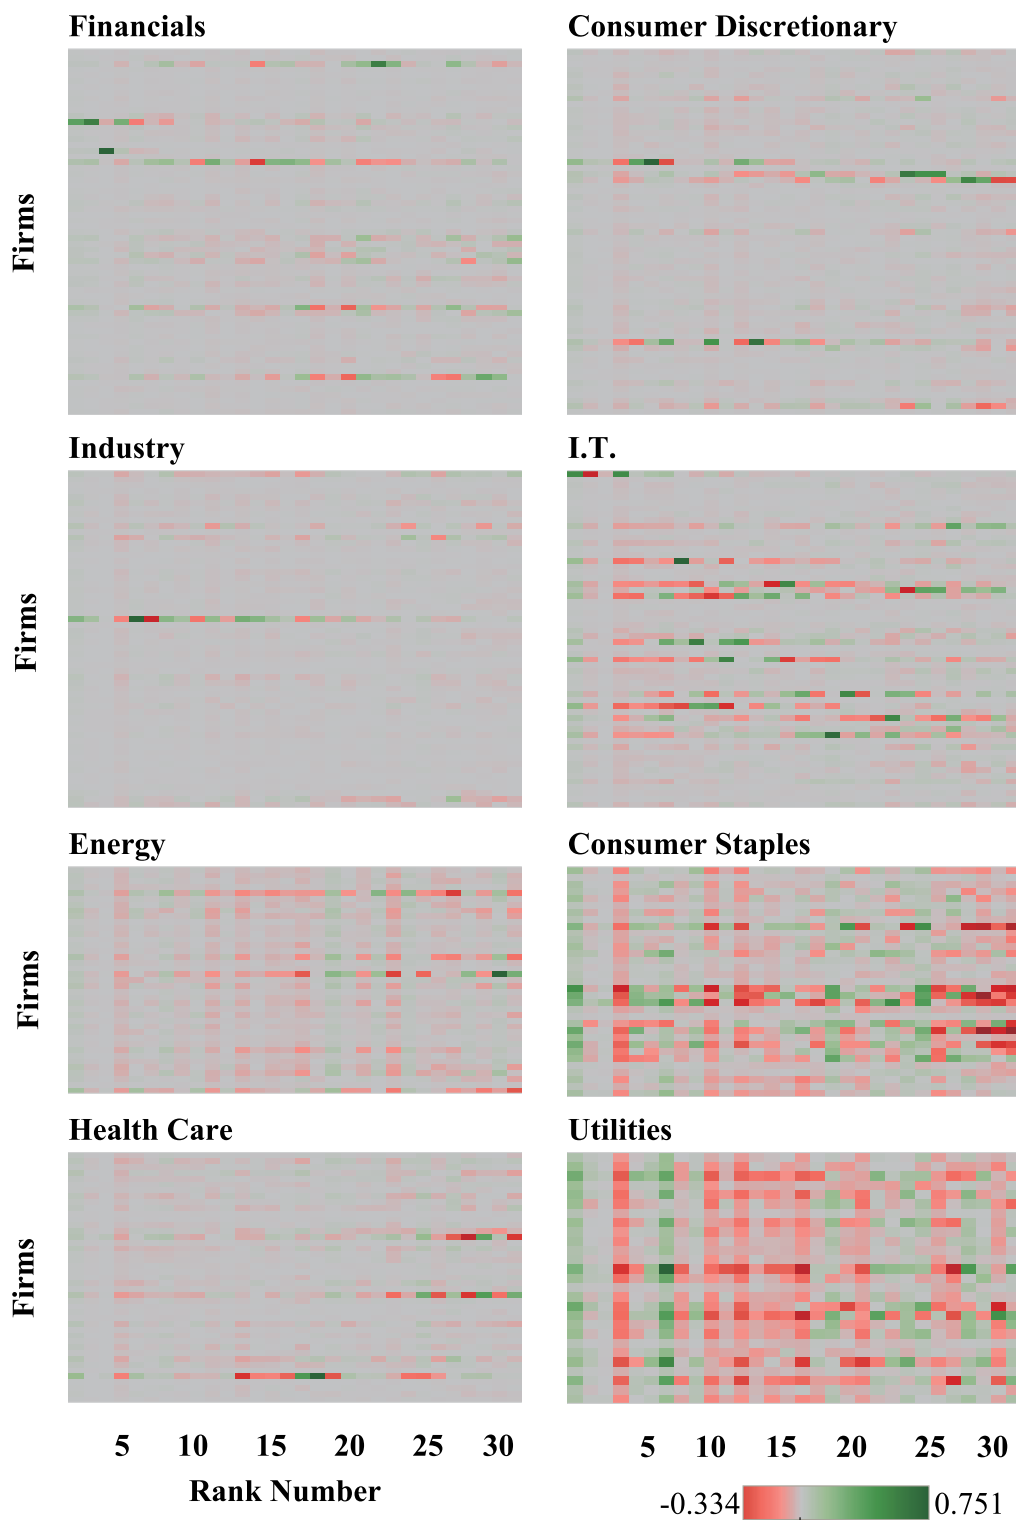 Financials
Consumer Discretionary
Firms
Industry
I.T.
Firms
Energy
Consumer Staples
Firms
Health Care
Utilities
Firms
5 10 15 20 25 30
5 10 15 20 25 30
Rank Number
-0.334 0.751